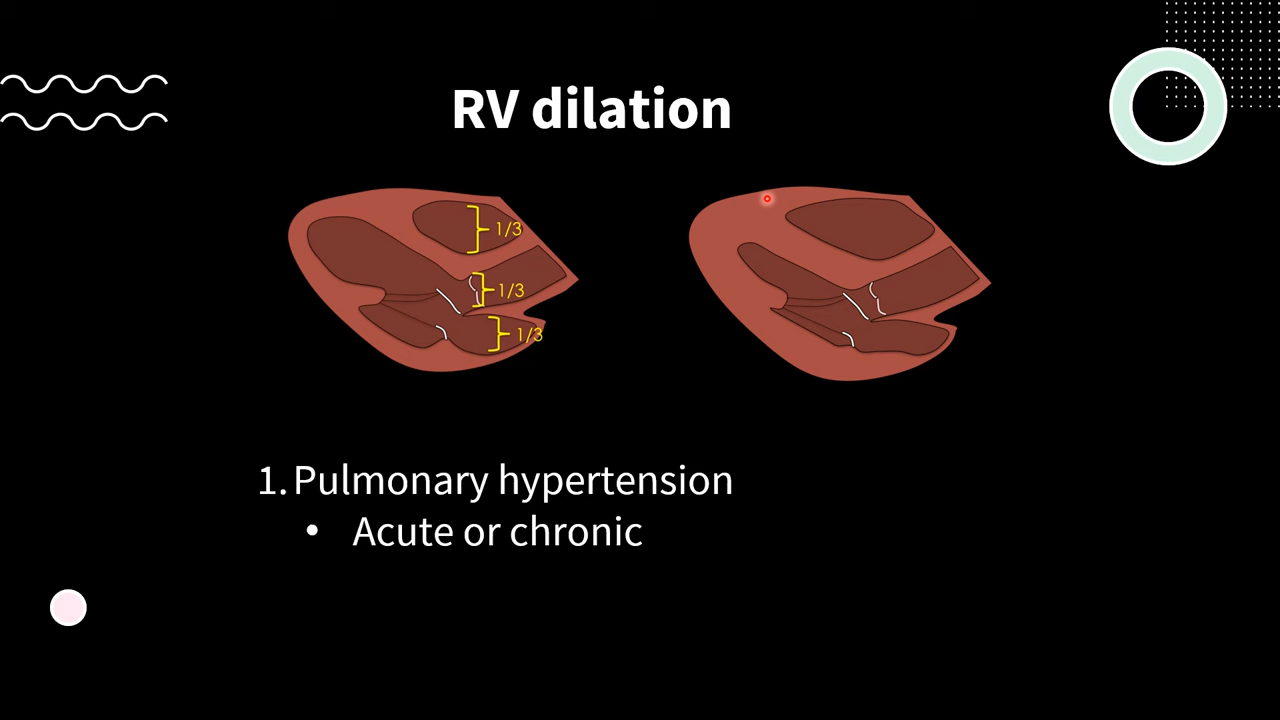 RV dilation
1/3
1/3
1/3
1. Pulmonary hypertension
• Acute or chronic